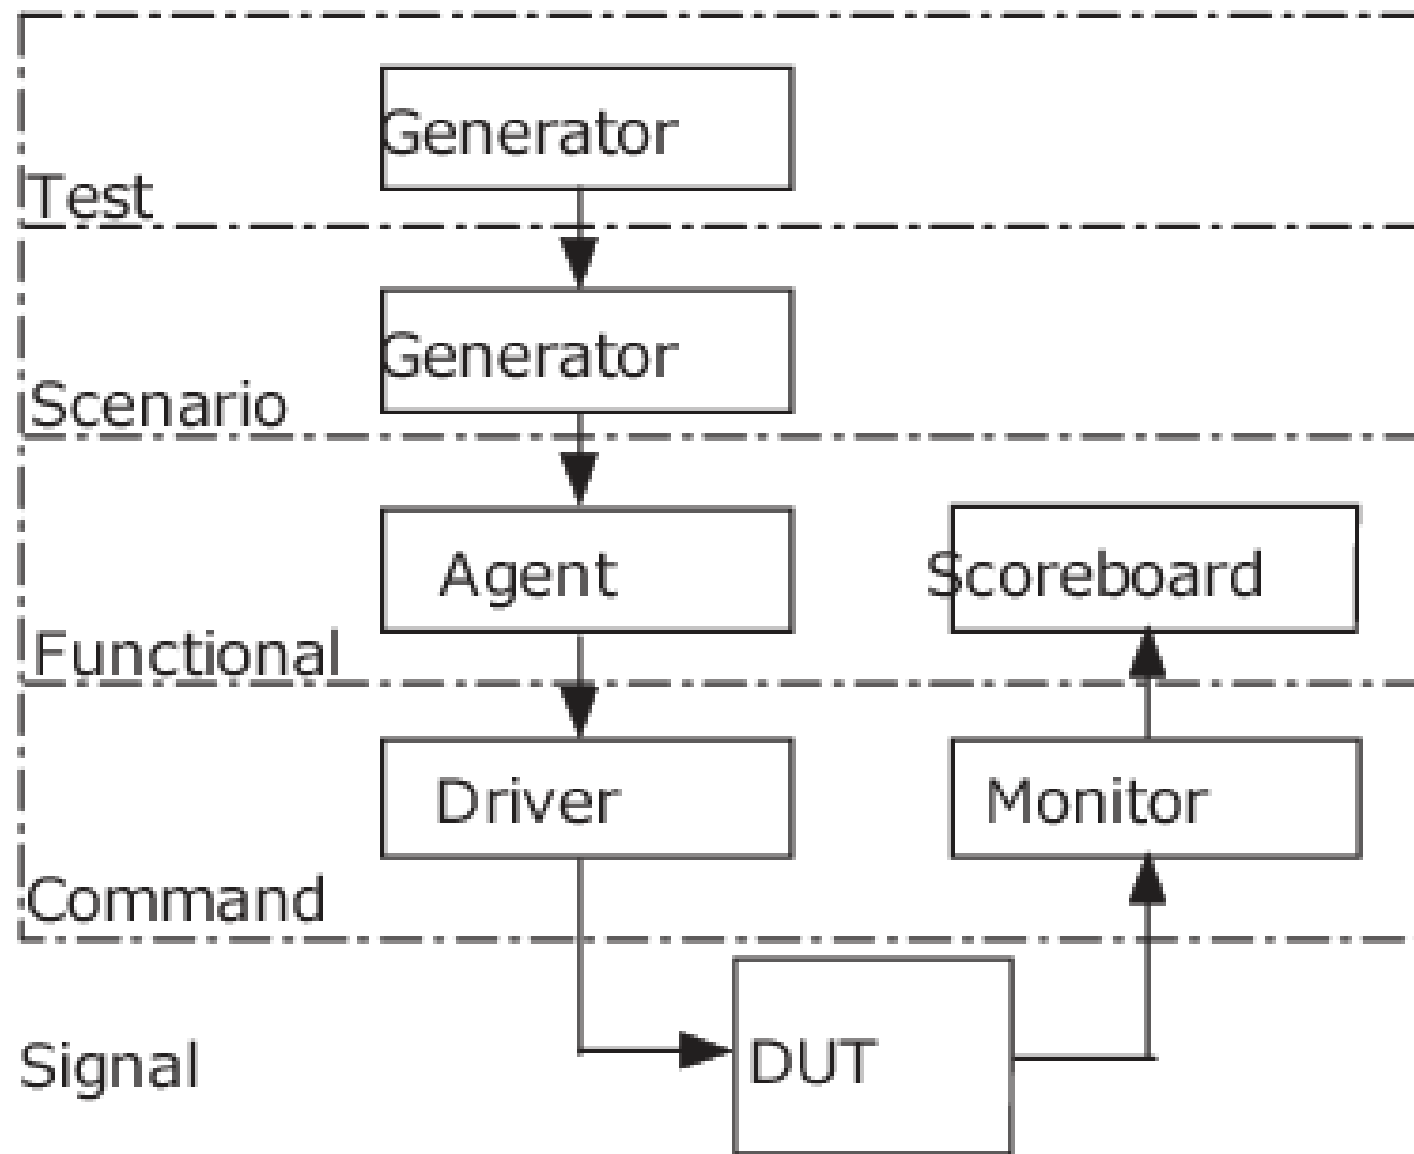 Generator
Test
Generator
Scenario
Agent
Scoreboard
Functional
Driver
Monitor
Command
DUT
Signal